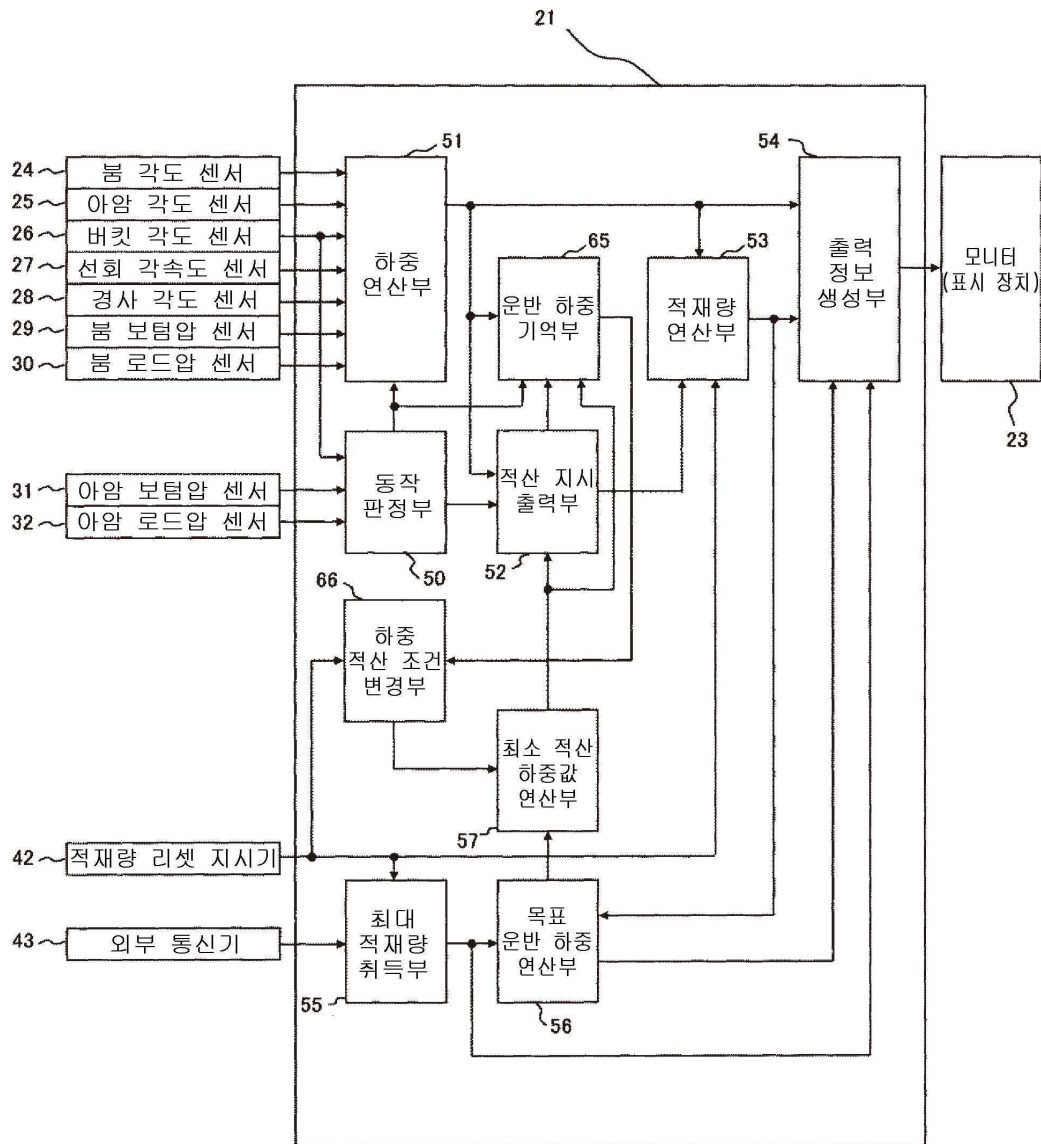 21
24 붐 각도 센서
25 아암 각도 센서
26 버킷 각도 센서
27 선회 각속도 센서
28 경사 각도 센서
29 붐 보텀압 센서
30 붐 로드압 센서
51
하중
연산부
65
운반 하중
기억부
53
적재량
연산부
54
출력
정보
생성부
모니터
(표시 장치)
23
31 아암 보텀압 센서
32 아암 로드압 센서
동작
판정부
50
적산 지시
출력부
52
66
하중
적산 조건
변경부
최소 적산
하중값
연산부
57
42 적재량 리셋 지시기
43 외부 통신기
최대
적재량
취득부
55
목표
운반 하중
연산부
56